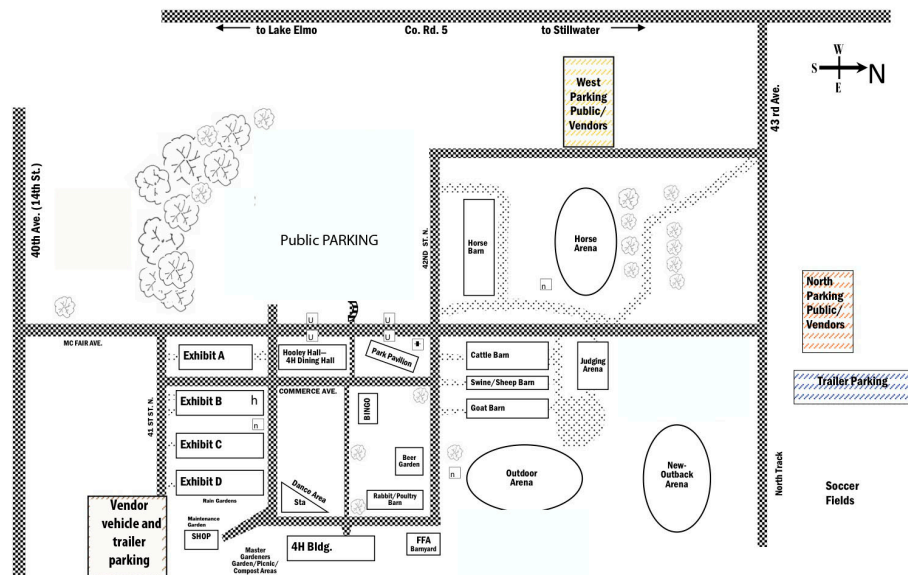 to Lake Elmo
Co. Rd. 5
to Stillwater
W
S
N
E
West
Parking
Public/
Vendors
43 rd Ave.
40th Ave. (14th St.)
Public PARKING
42ND ST. N.
Horse
Barn
Horse
Arena
n
North
Parking
Public/
Vendors
U
U
U
U
MC FAIR AVE.
Exhibit A
Hooley Hall—
4H Dining Hall
Park Pavilion
Cattle Barn
Judging
Arena
Trailer Parking
Swine/Sheep Barn
COMMERCE AVE.
Exhibit B
h
n
41 ST ST. N.
BINGO
Goat Barn
Exhibit C
Beer
Garden
n
Outdoor
Arena
New-
Outback
Arena
North Track
Soccer
Fields
Exhibit D
Rain Gardens
Dance Area
Sta
Rabbit/Poultry
Barn
Vendor
vehicle and
trailer
parking
Maintenance
Garden
SHOP
Master
Gardeners
Garden/Picnic/
Compost Areas
4H Bldg.
FFA
Barnyard